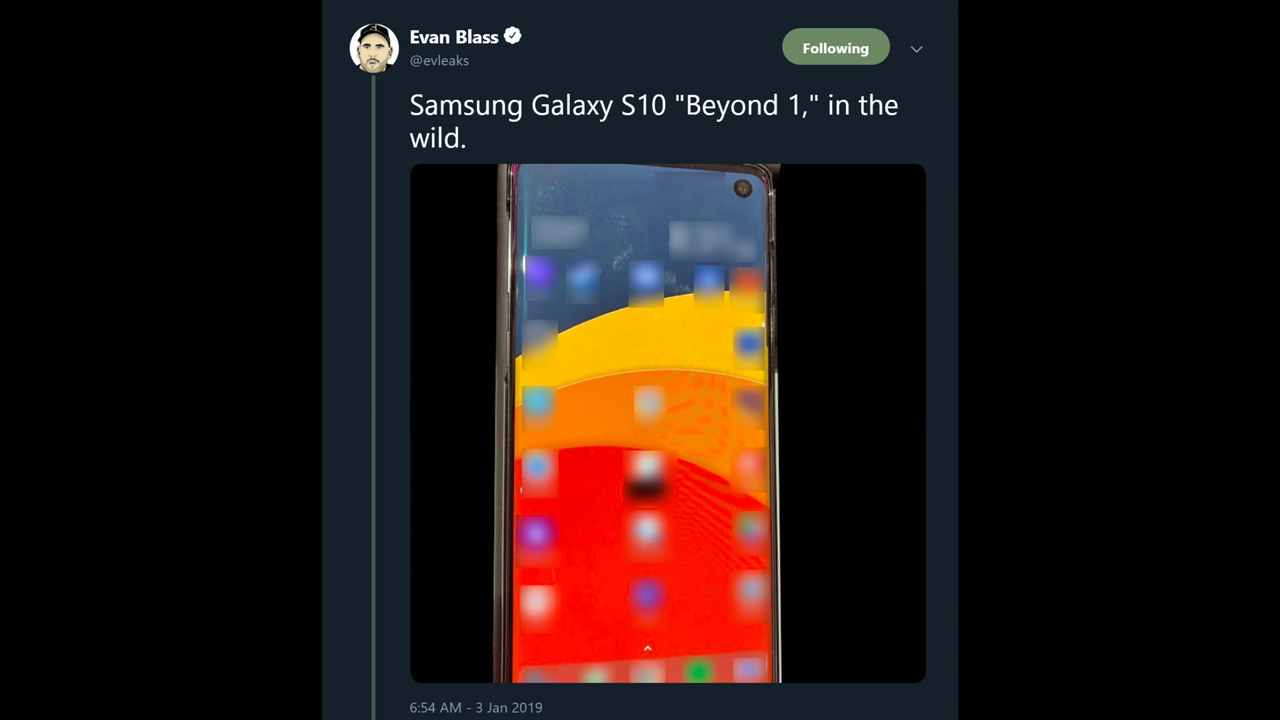 Evan Blass
Following
@evleaks
Samsung Galaxy S10 "Beyond 1," in the
wild.
6:54 AM - 3 Jan 2019